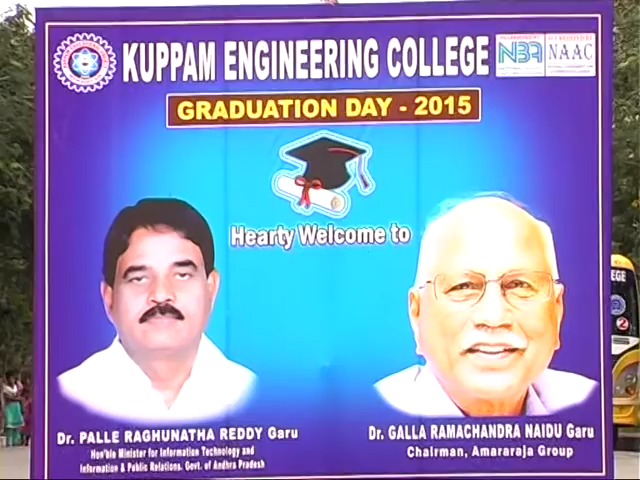 KUPPAM ENGINEERING COLLEGE
NBA
NAAC
GRADUATION DAY - 2015
Hearty Welcome to
Dr. PALLE RAGHUNATHA REDDY Garu
Hon'ble Minister for Information Technology and
Information & Public Relations. Govt. of Andhra Pradesh
Dr. GALLA RAMACHANDRA NAIDU Garu
Chairman, Amararaja Group
EGE
2